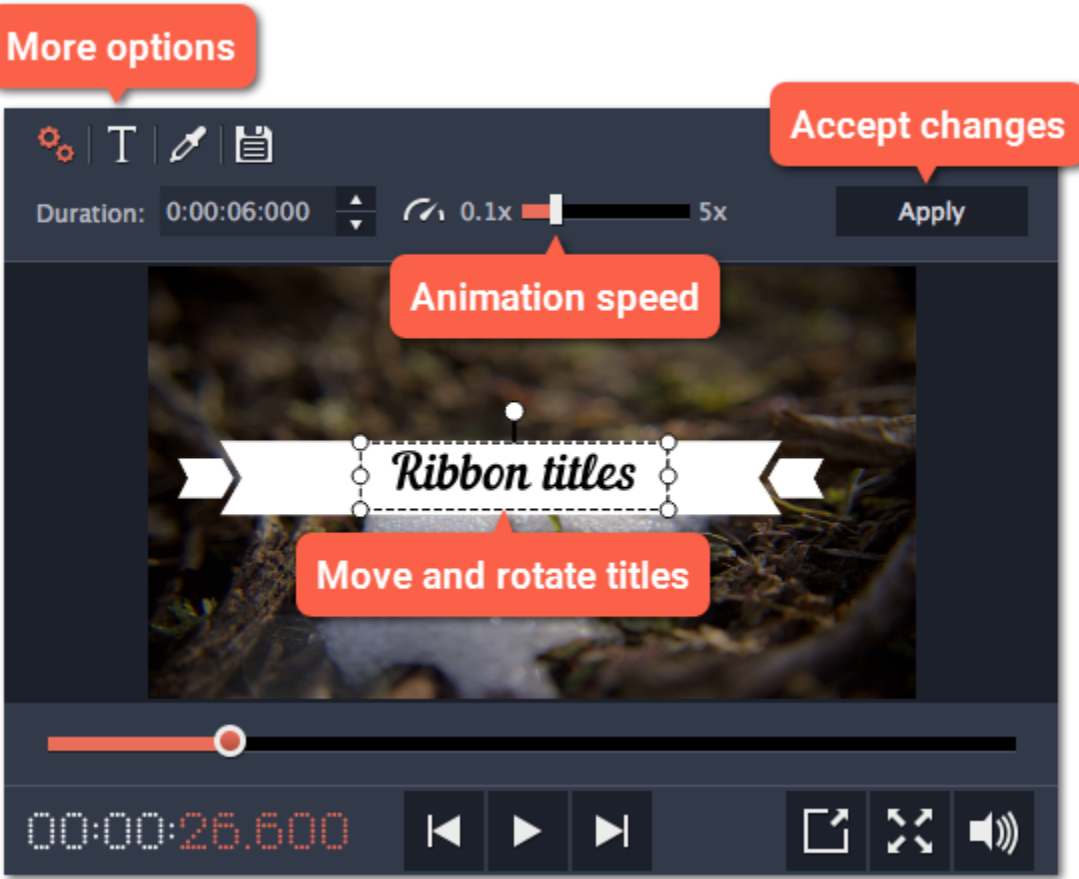 More options
Accept changes
T
Duration: 0:00:06:000 0.1x 5x Apply
Animation speed
Ribbon titles
Move and rotate titles
00:00:26.600